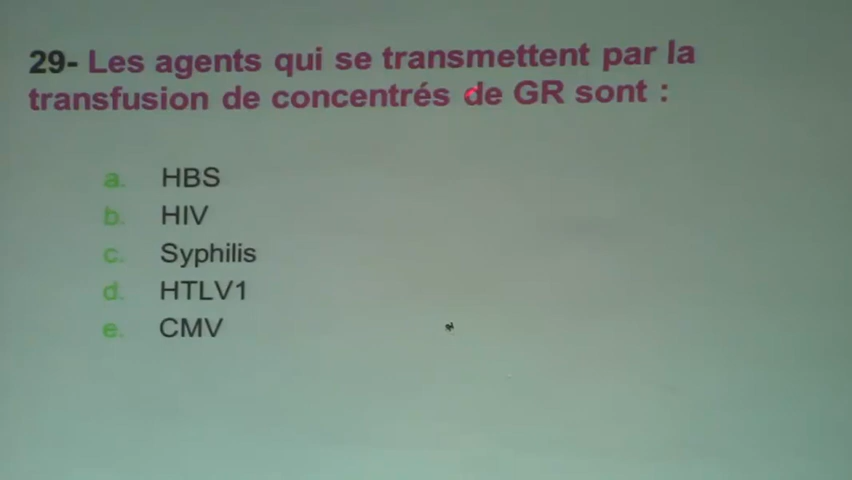 29- Les agents qui se transmettent par la
transfusion de concentrés de GR sont :
a. HBS
b. HIV
c. Syphilis
d. HTLV1
e. CMV